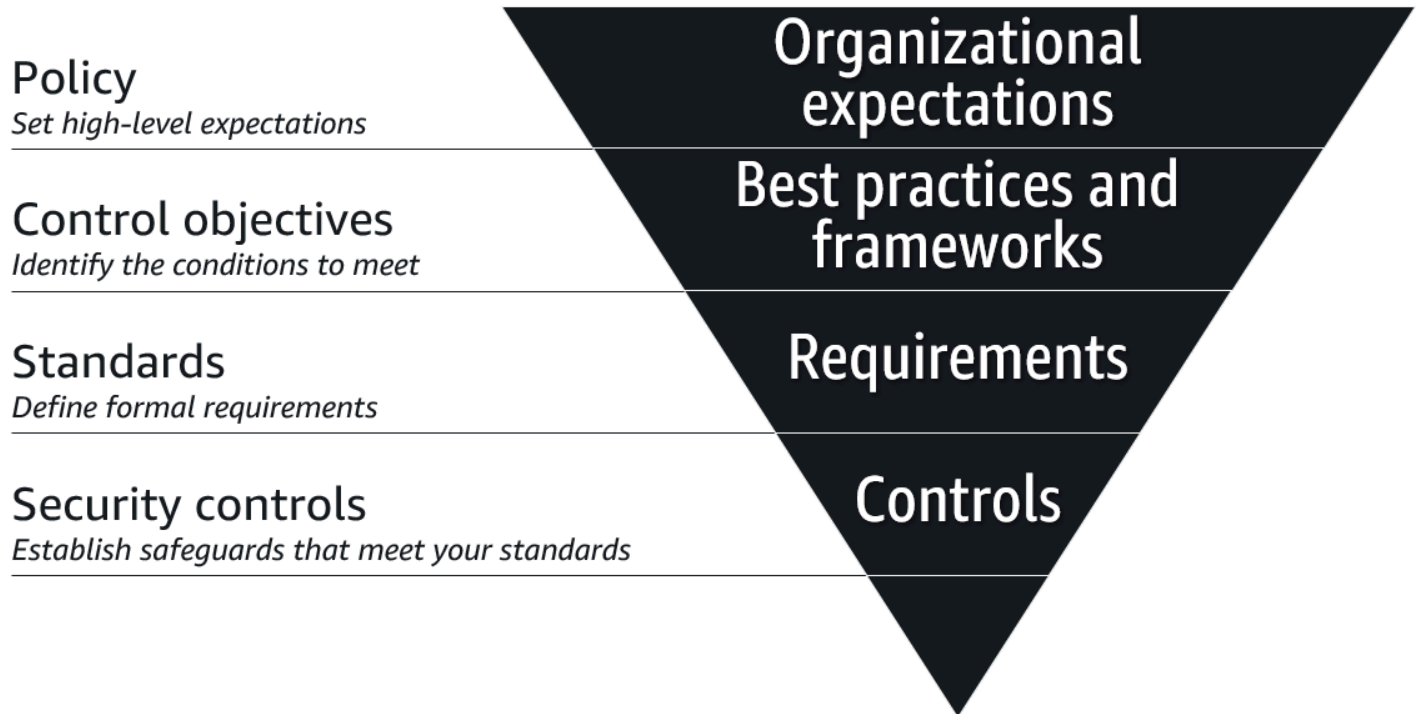 Policy
Set high-level expectations
Organizational
expectations
Control objectives
Identify the conditions to meet
Best practices and
frameworks
Standards
Define formal requirements
Requirements
Security controls
Establish safeguards that meet your standards
Controls